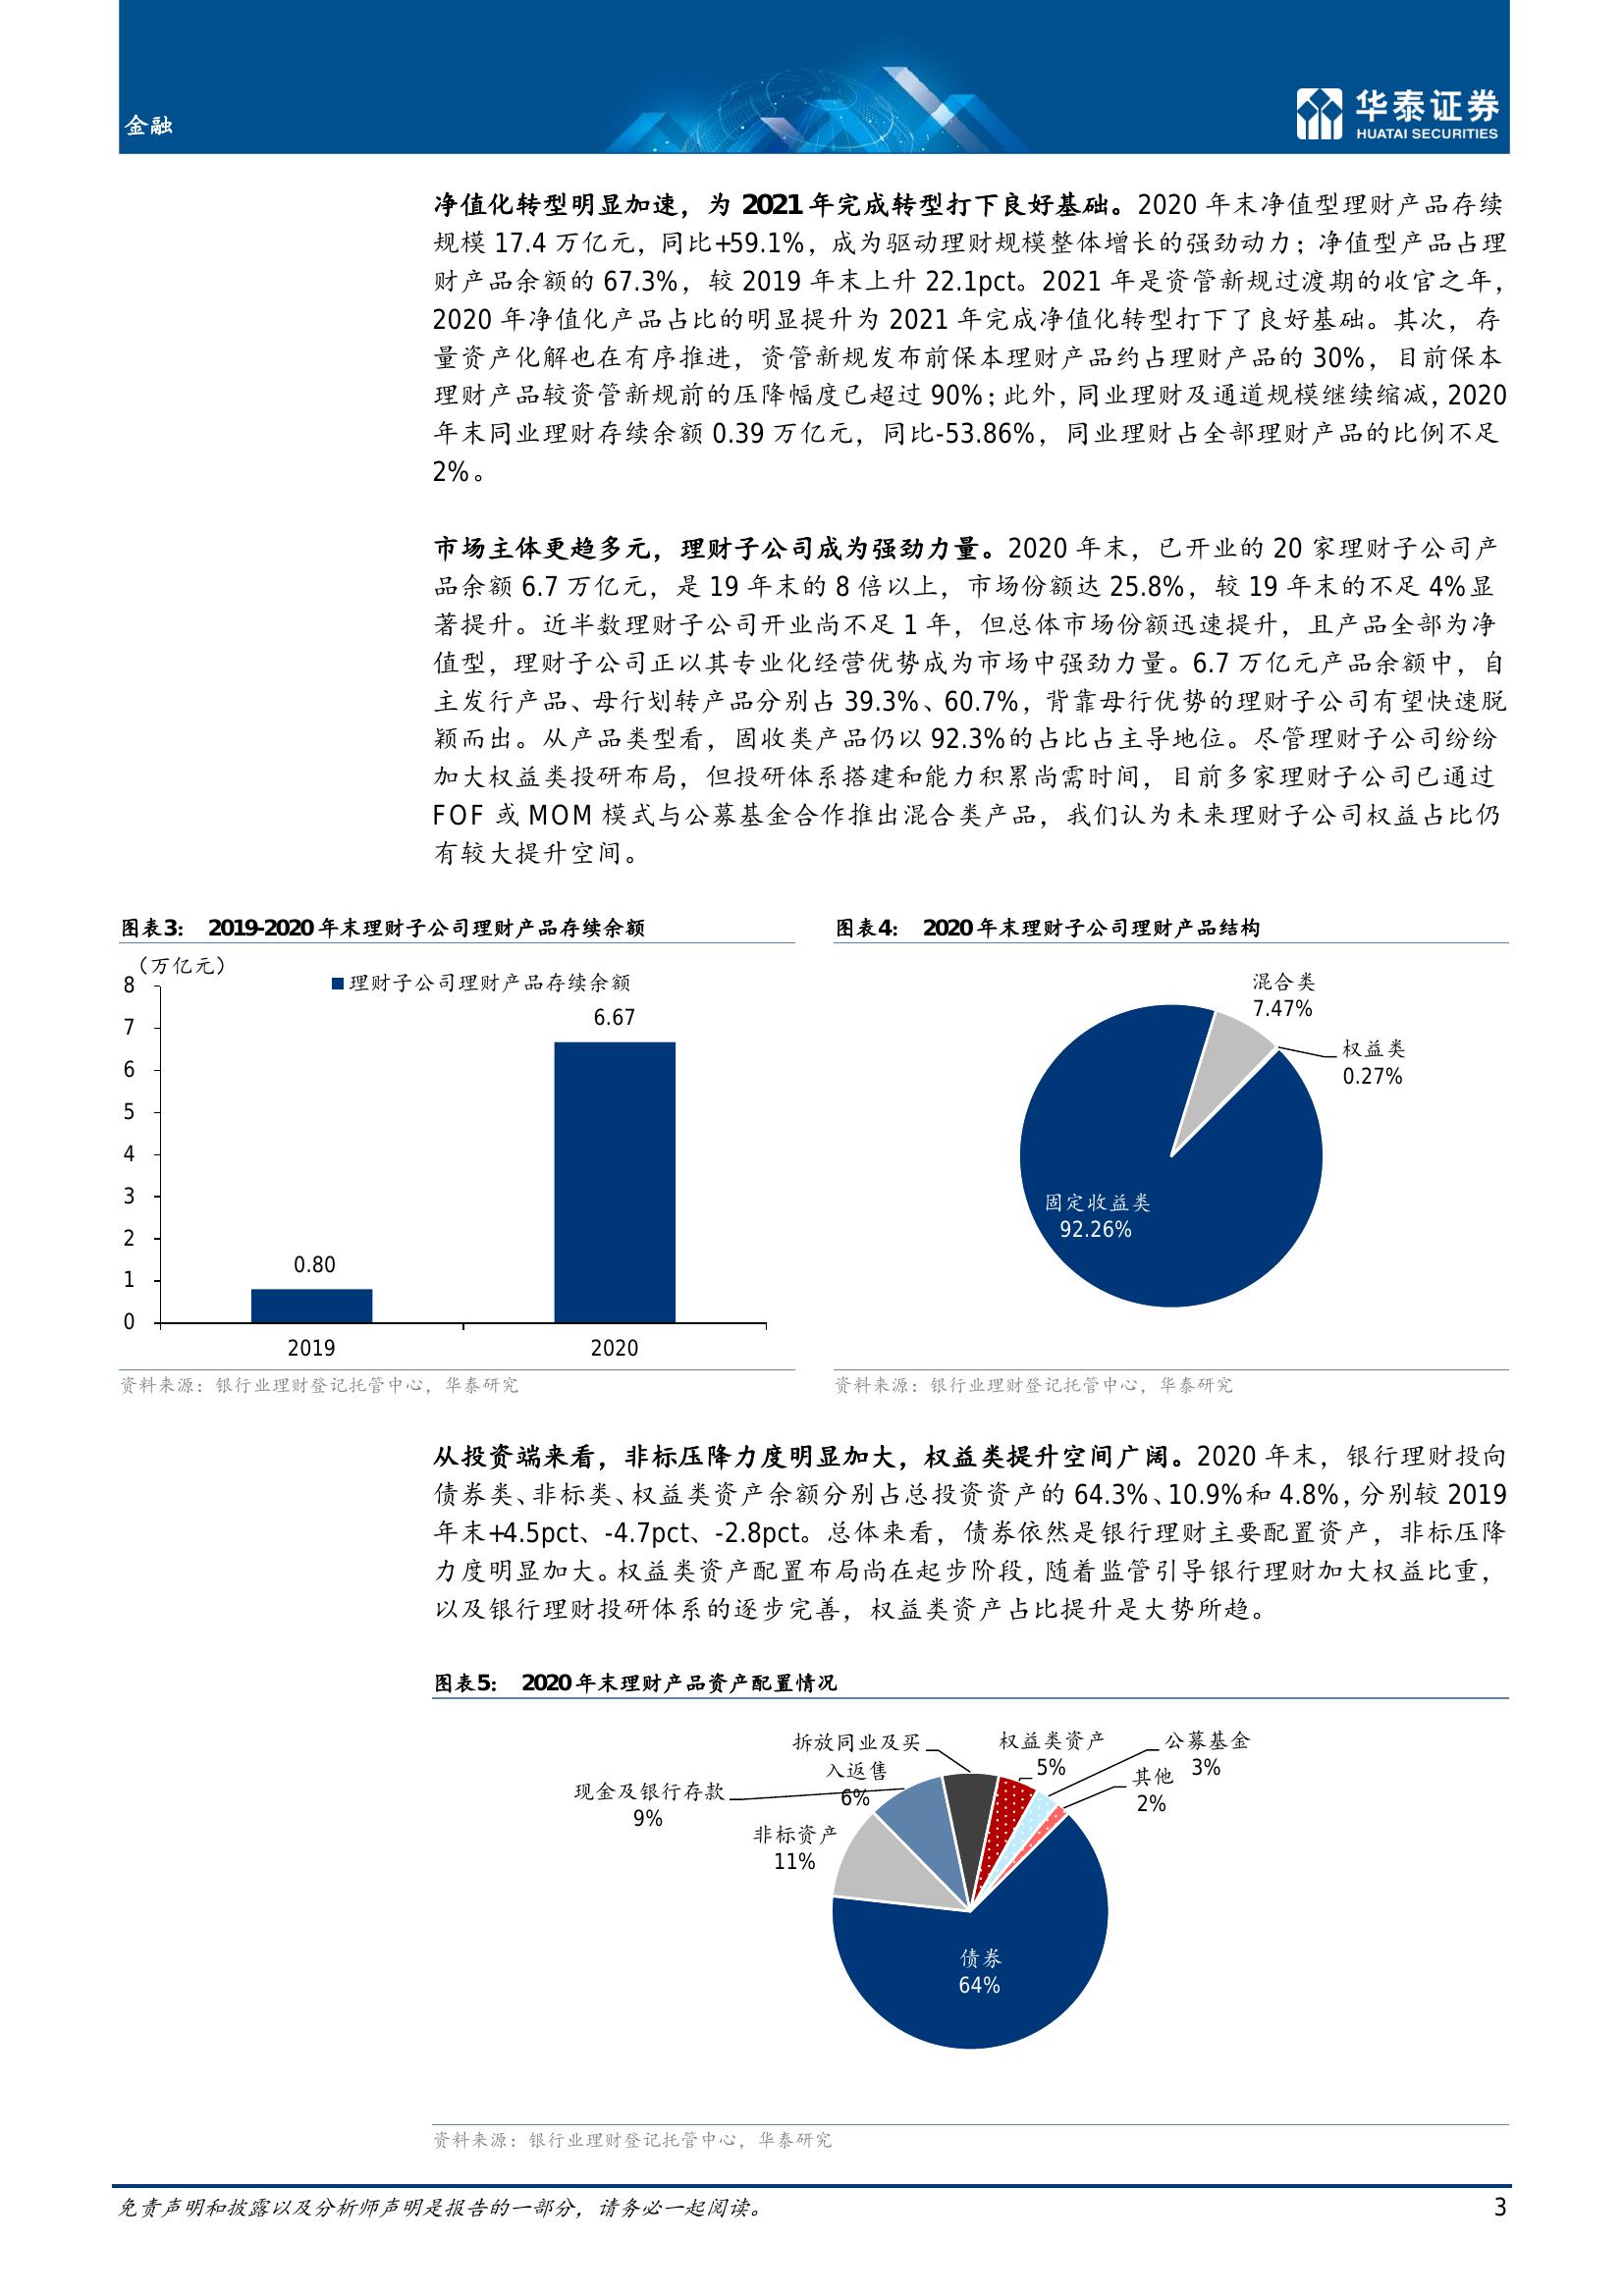 金融
华泰证券
HUATAI SECURITIES
净值化转型明显加速，为 2021 年完成转型打下良好基础。2020 年末净值型理财产品存续
规模 17.4 万亿元，同比+59.1%，成为驱动理财规模整体增长的强劲动力；净值型产品占理
财产品余额的 67.3%，较 2019 年末上升 22.1pct。2021 年是资管新规过渡期的收官之年，
2020 年净值化产品占比的明显提升为 2021 年完成净值化转型打下了良好基础。其次，存
量资产化解也在有序推进，资管新规发布前保本理财产品约占理财产品的 30%，目前保本
理财产品较资管新规前的压降幅度已超过 90%；此外，同业理财及通道规模继续缩减，2020
年末同业理财存续余额 0.39 万亿元，同比-53.86%，同业理财占全部理财产品的比例不足
2%。
市场主体更趋多元，理财子公司成为强劲力量。2020 年末，已开业的 20 家理财子公司产
品余额 6.7 万亿元，是 19 年末的 8 倍以上，市场份额达 25.8%，较 19 年末的不足 4%显
著提升。近半数理财子公司开业尚不足 1 年，但总体市场份额迅速提升，且产品全部为净
值型，理财子公司正以其专业化经营优势成为市场中强劲力量。6.7 万亿元产品余额中，自
主发行产品、母行划转产品分别占 39.3%、60.7%，背靠母行优势的理财子公司有望快速脱
颖而出。从产品类型看，固收类产品仍以 92.3%的占比占主导地位。尽管理财子公司纷纷
加大权益类投研布局，但投研体系搭建和能力积累尚需时间，目前多家理财子公司已通过
FOF 或 MOM 模式与公募基金合作推出混合类产品，我们认为未来理财子公司权益占比仍
有较大提升空间。
图表3： 2019-2020 年末理财子公司理财产品存续余额
（万亿元）
理财子公司理财产品存续余额
8
7
6
5
4
3
2
1
0
6.67
0.80
2019
2020
资料来源：银行业理财登记托管中心，华泰研究
图表4： 2020 年末理财子公司理财产品结构
混合类
7.47%
权益类
0.27%
固定收益类
92.26%
资料来源：银行业理财登记托管中心，华泰研究
从投资端来看，非标压降力度明显加大，权益类提升空间广阔。2020 年末，银行理财投向
债券类、非标类、权益类资产余额分别占总投资资产的 64.3%、10.9%和 4.8%，分别较 2019
年末+4.5pct、-4.7pct、-2.8pct。总体来看，债券依然是银行理财主要配置资产，非标压降
力度明显加大。权益类资产配置布局尚在起步阶段，随着监管引导银行理财加大权益比重，
以及银行理财投研体系的逐步完善，权益类资产占比提升是大势所趋。
图表5： 2020 年末理财产品资产配置情况
拆放同业及买
入返售
6%
权益类资产
5%
公募基金
3%
其他
2%
现金及银行存款
9%
非标资产
11%
债券
64%
资料来源：银行业理财登记托管中心，华泰研究
免责声明和披露以及分析师声明是报告的一部分，请务必一起阅读。
3